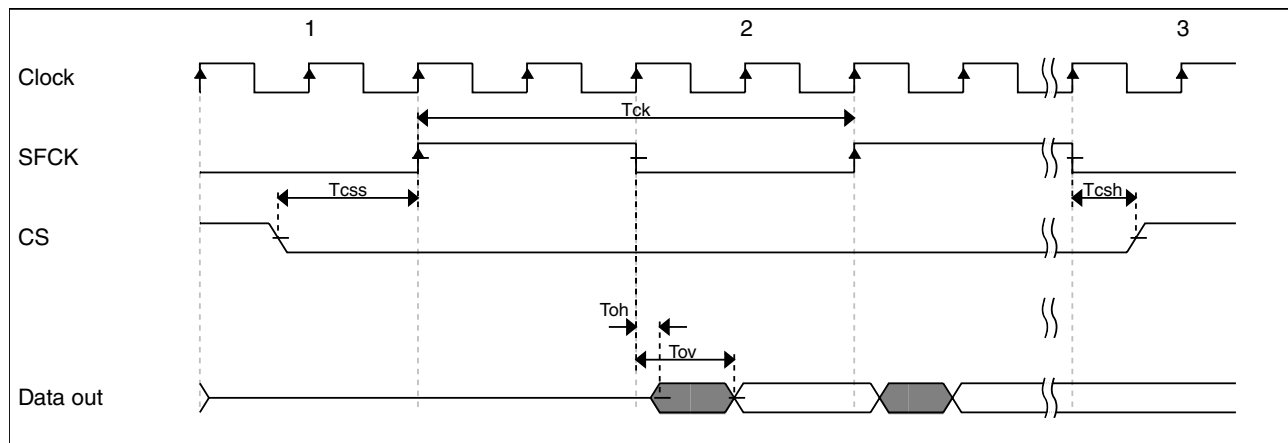 1 2 3
Clock
Tck
SFCK
Tcss Tcsh
CS
Toh
Tov
Data out